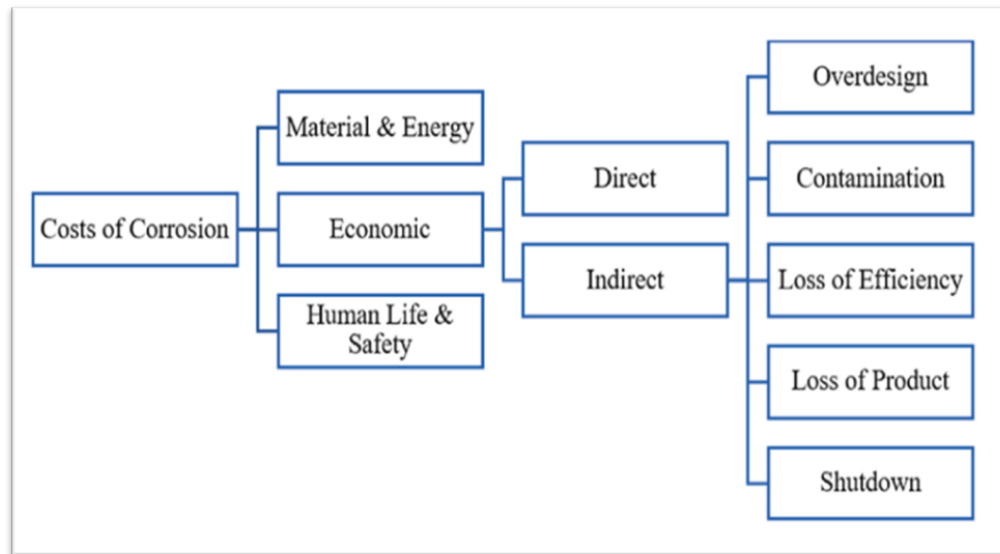 Costs of Corrosion
Material & Energy
Economic
Human Life &
Safety
Direct
Indirect
Overdesign
Contamination
Loss of Efficiency
Loss of Product
Shutdown